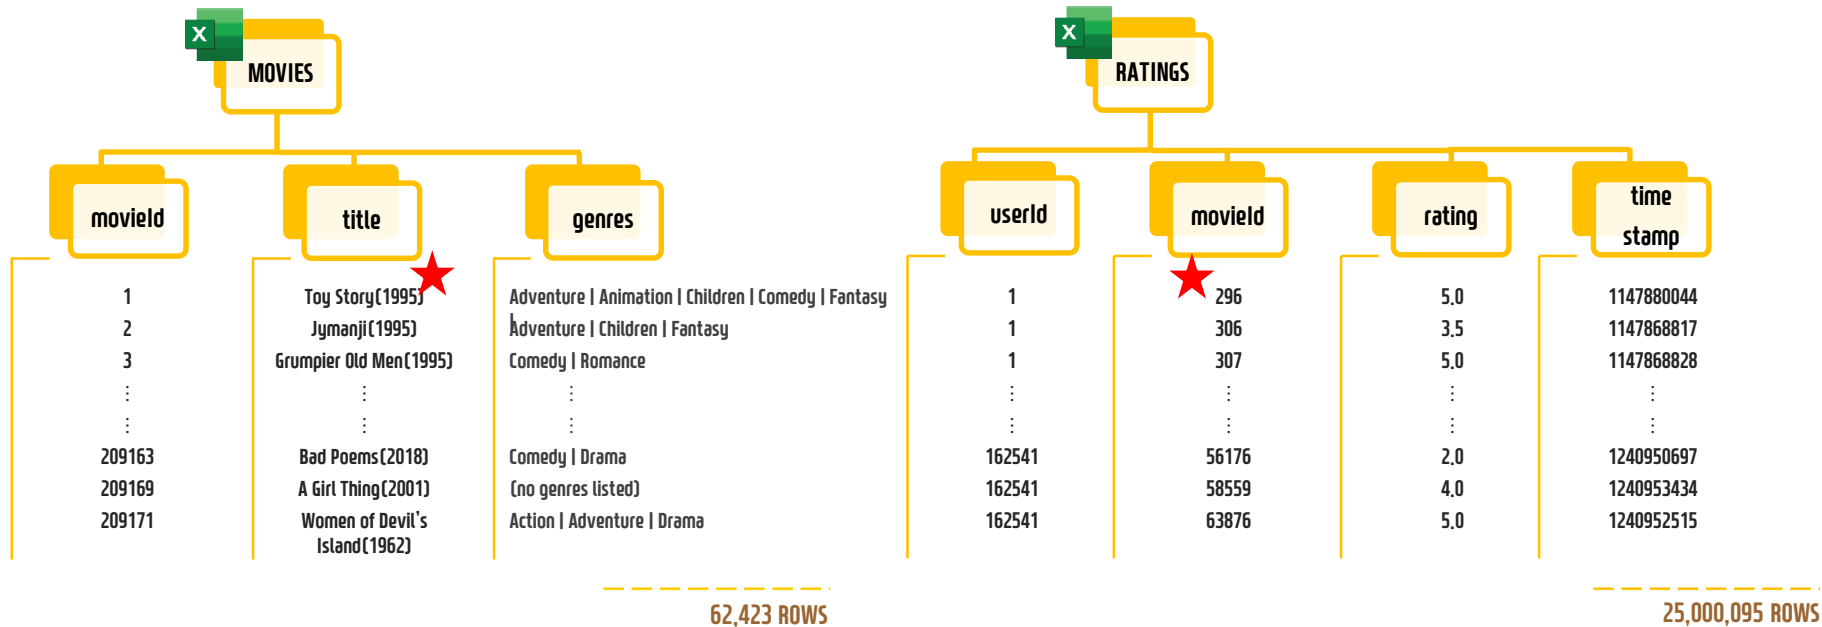 X
MOVIES
movieId
title
genres
1
Toy Story(1995)
Adventure | Animation | Children | Comedy | Fantasy
|
2
Jymanji(1995)
Adventure | Children | Fantasy
3
Grumpier Old Men(1995)
Comedy | Romance
209163
Bad Poems(2018)
Comedy | Drama
209169
A Girl Thing(2001)
(no genres listed)
209171
Women of Devil's
Island(1962)
Action | Adventure | Drama
62,423 ROWS
X
RATINGS
userId
movieId
rating
time
stamp
1
296
5.0
1147880044
1
306
3.5
1147868817
1
307
5.0
1147868828
162541
56176
2.0
1240950697
162541
58559
4.0
1240953434
162541
63876
5.0
1240952515
25,000,095 ROWS